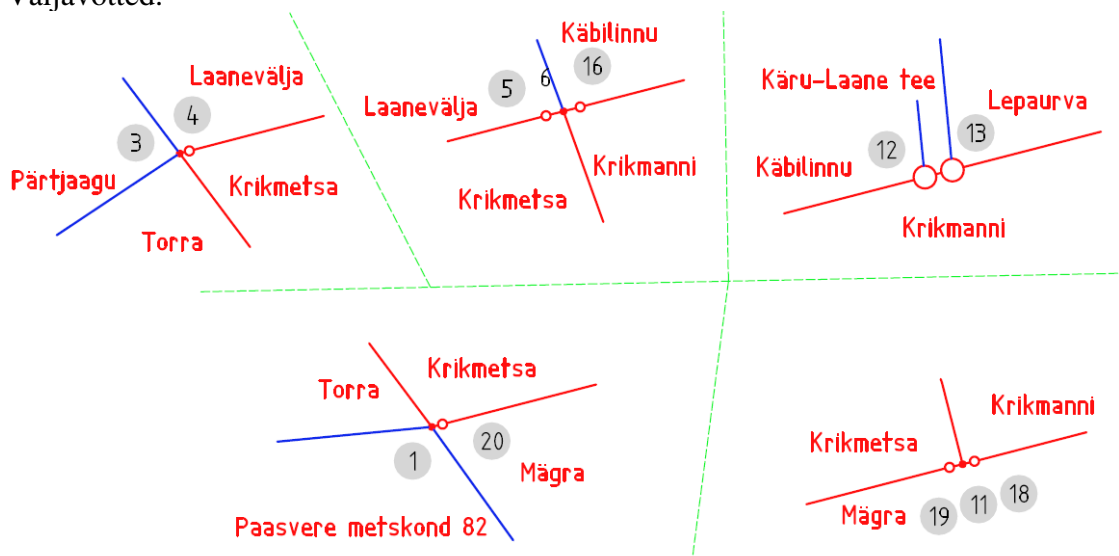 Väljavõtted.
Laanevälja
4
3
Pärtjaagu
Krikmetsa
Torra
Käbilinnu
5 6 16
Laanevälja
Krikmanni
Krikmetsa
Käru-Laane tee
Lepaurva
12 13
Käbilinnu
Krikmanni
Krikmetsa
Torra
20
1
Mägra
Paasvere metskond 82
Krikmanni
Krikmetsa
Mägra 19 11 18